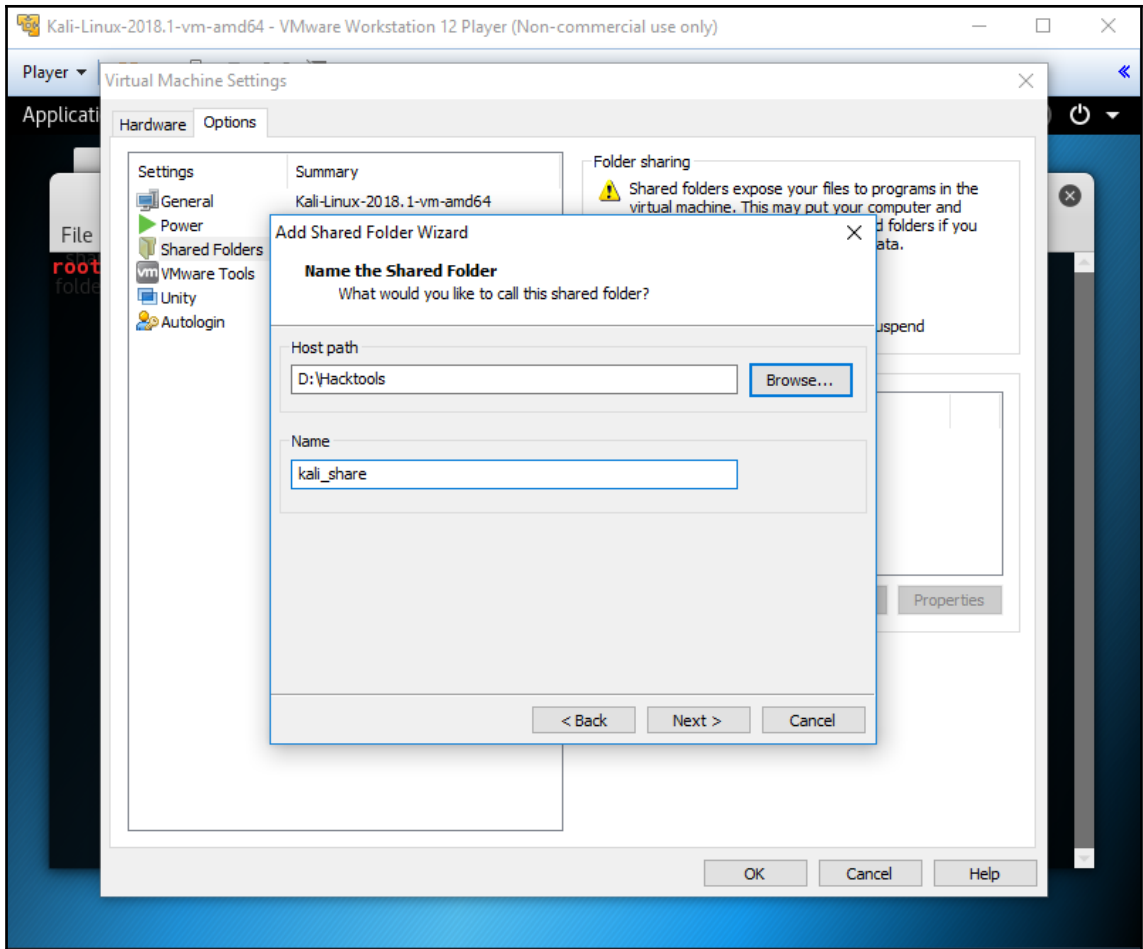 Kali-Linux-2018.1-vm-amd64 - VMware Workstation 12 Player (Non-commercial use only)
Player
Virtual Machine Settings
Applicati
Hardware Options
Settings Summary
General Kali-Linux-2018.1-vm-amd64
Power
Shared Folders
VMware Tools
Unity
Autologin
Folder sharing
Shared folders expose your files to programs in the
virtual machine. This may put your computer and
d folders if you
ata.
uspend
File
root
sha
folde
Add Shared Folder Wizard
Name the Shared Folder
What would you like to call this shared folder?
Host path
D:\Hacktools
Browse...
Name
kali_share
< Back Next > Cancel
Properties
OK Cancel Help